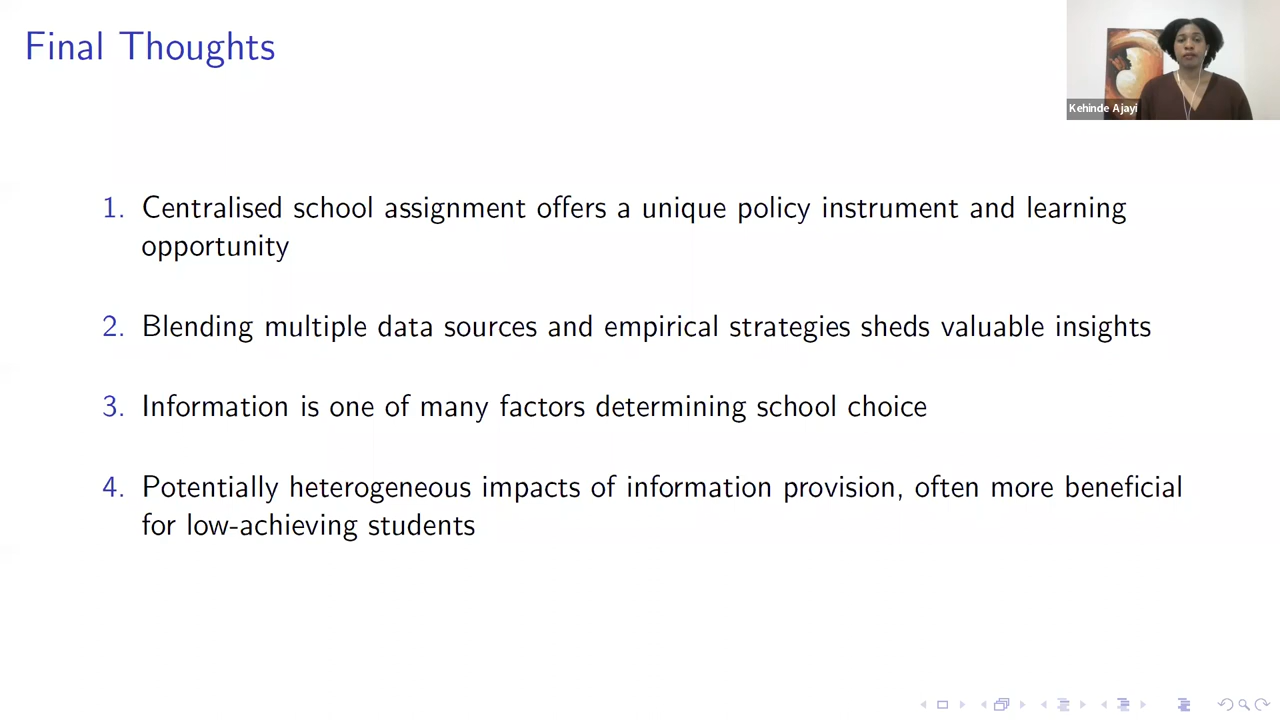 Final Thoughts
Kehinde Ajayi
1. Centralised school assignment offers a unique policy instrument and learning
opportunity
2. Blending multiple data sources and empirical strategies sheds valuable insights
3. Information is one of many factors determining school choice
4. Potentially heterogeneous impacts of information provision, often more beneficial
for low-achieving students